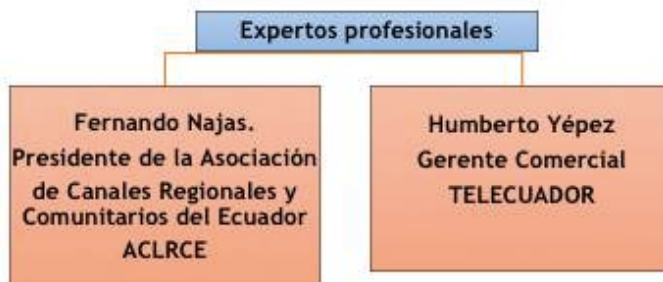 Expertos profesionales
Fernando Najas.
Presidente de la Asociación
de Canales Regionales y
Comunitarios del Ecuador
ACLRCE
Humberto Yépez
Gerente Comercial
TELECUADOR